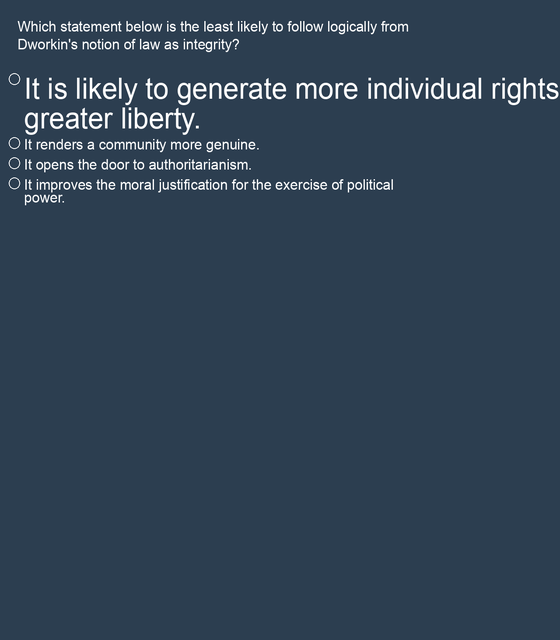 Which statement below is the least likely to follow logically from
Dworkin's notion of law as integrity?
It is likely to generate more individual rights
greater liberty.
It renders a community more genuine.
It opens the door to authoritarianism.
It improves the moral justification for the exercise of political
power.